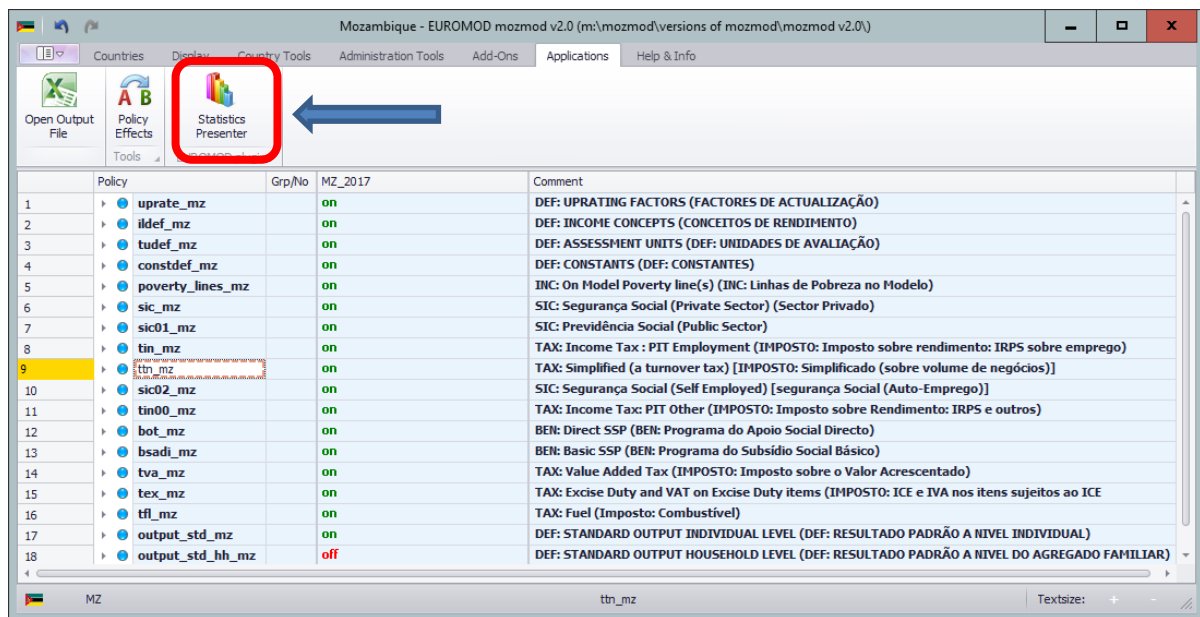 Mozambique - EUROMOD mozmod v2.0 (m:\mozmod\versions of mozmod\mozmod v2.0\)
Countries Display Country Tools Administration Tools Add-Ons Applications Help & Info
Open Output File
Policy Effects
Statistics Presenter
Tools
Policy Grp/No MZ_2017 Comment
1 uprate_mz on DEF: UPRATING FACTORS (FACTORES DE ACTUALIZAÇÃO)
2 ildef_mz on DEF: INCOME CONCEPTS (CONCEITOS DE RENDIMENTO)
3 tudef_mz on DEF: ASSESSMENT UNITS (DEF: UNIDADES DE AVALIAÇÃO)
4 constdef_mz on DEF: CONSTANTS (DEF: CONSTANTES)
5 poverty_lines_mz on INC: On Model Poverty line(s) (INC: Linhas de Pobreza no Modelo)
6 sic_mz on SIC: Segurança Social (Private Sector) (Sector Privado)
7 sic01_mz on SIC: Previdência Social (Public Sector)
8 tin_mz on TAX: Income Tax : PIT Employment (IMPOSTO: Imposto sobre rendimento: IRPS sobre emprego)
9 ttn_mz on TAX: Simplified (a turnover tax) [IMPOSTO: Simplificado (sobre volume de negócios)]
10 sic02_mz on SIC: Segurança Social (Self Employed) [segurança Social (Auto-Emprego)]
11 tin00_mz on TAX: Income Tax: PIT Other (IMPOSTO: Imposto sobre Rendimento: IRPS e outros)
12 bot_mz on BEN: Direct SSP (BEN: Programa do Apoio Social Directo)
13 bsadi_mz on BEN: Basic SSP (BEN: Programa do Subsídio Social Básico)
14 tva_mz on TAX: Value Added Tax (IMPOSTO: Imposto sobre o Valor Acrescentado)
15 tex_mz on TAX: Excise Duty and VAT on Excise Duty items (IMPOSTO: ICE e IVA nos itens sujeitos ao ICE
16 tfl_mz on TAX: Fuel (Imposto: Combustível)
17 output_std_mz on DEF: STANDARD OUTPUT INDIVIDUAL LEVEL (DEF: RESULTADO PADRÃO A NIVEL INDIVIDUAL)
18 output_std_hh_mz off DEF: STANDARD OUTPUT HOUSEHOLD LEVEL (DEF: RESULTADO PADRÃO A NIVEL DO AGREGADO FAMILIAR)
MZ ttn_mz Textsize: + -